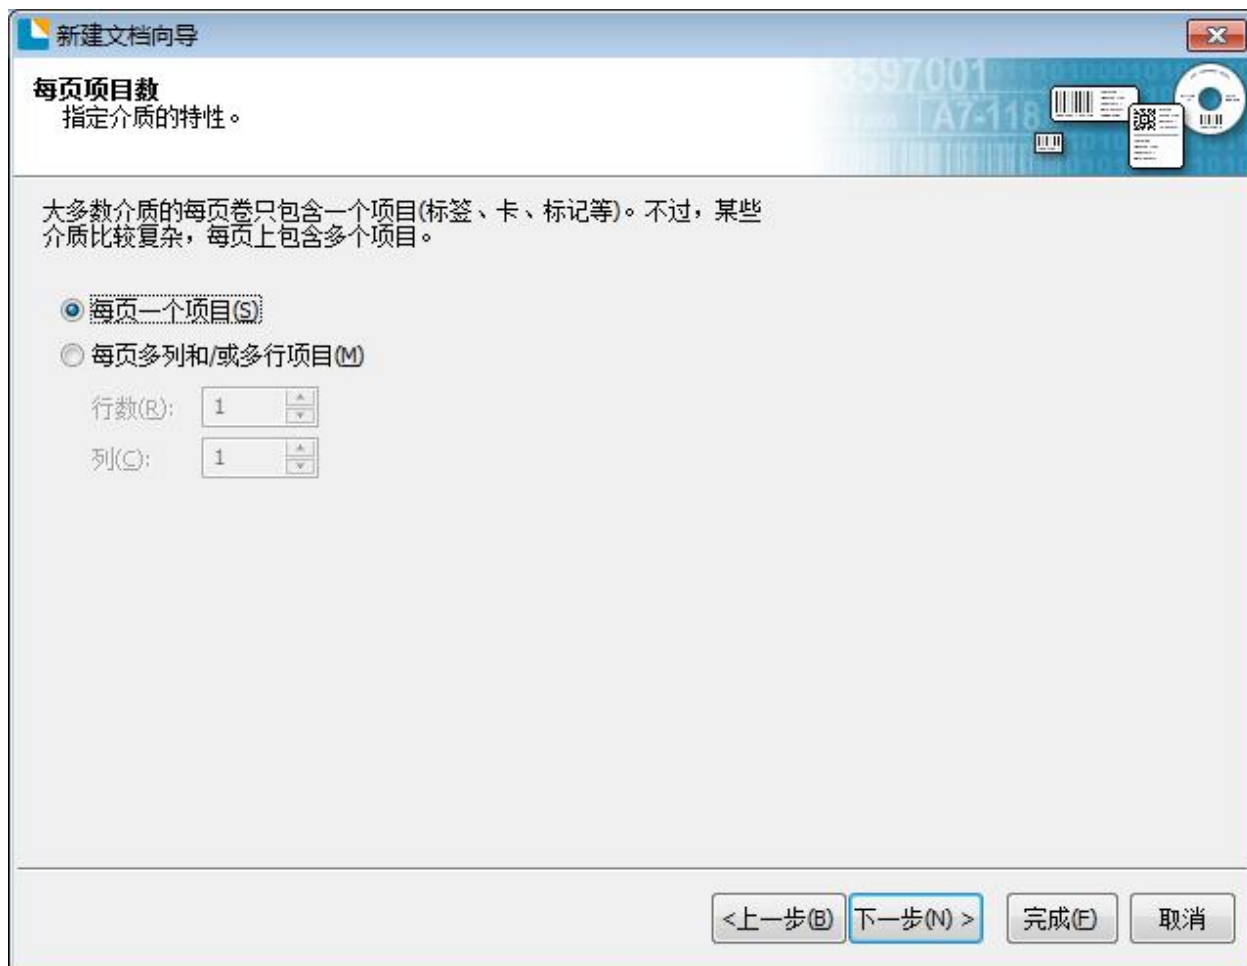 新建文档向导
每页项目数
指定介质的特性。
3597001
A7-118
大多数介质的每页卷只包含一个项目(标签、卡、标记等)。不过，某些
介质比较复杂，每页上包含多个项目。
每页一个项目(S)
每页多列和/或多行项目(M)
行数(R): 1
列(C): 1
<上一步(B) 下一步(N) > 完成(F) 取消